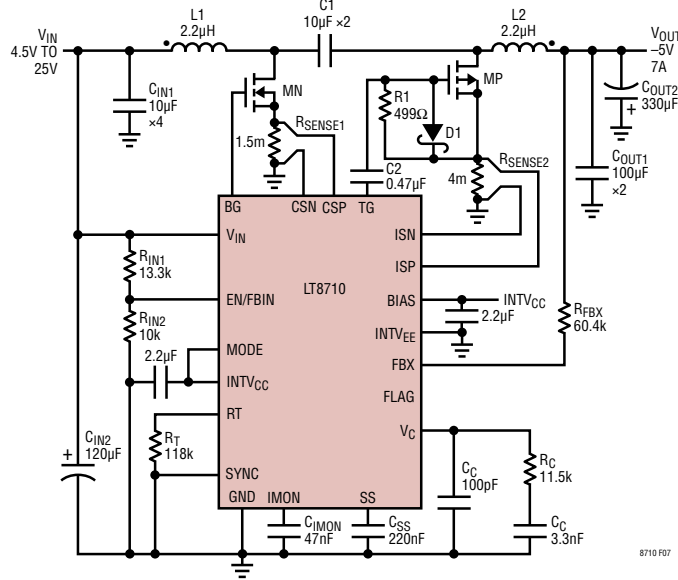 L1
2.2µH
C1
10µF ×2
L2
2.2µH
VIN
4.5V TO
25V
VOUT
–5V
7A
CIN1
10µF
×4
MN
RSENSE1
1.5m
R1
499Ω
D1
MP
RSENSE2
4m
C2
0.47µF
COUT2
330µF
+
COUT1
100µF
×2
BG
CSN
CSP
TG
VIN
ISN
ISP
LT8710
RIN1
13.3k
EN/FBIN
BIAS
INTVCC
2.2µF
RFBX
60.4k
RIN2
10k
MODE
INTVEE
2.2µF
INTVCC
FBX
RT
FLAG
RT
118k
VC
+
CIN2
120µF
SYNC
GND
IMON
SS
CC
100pF
RC
11.5k
CIMON
47nF
CSS
220nF
CC
3.3nF
8710 F07